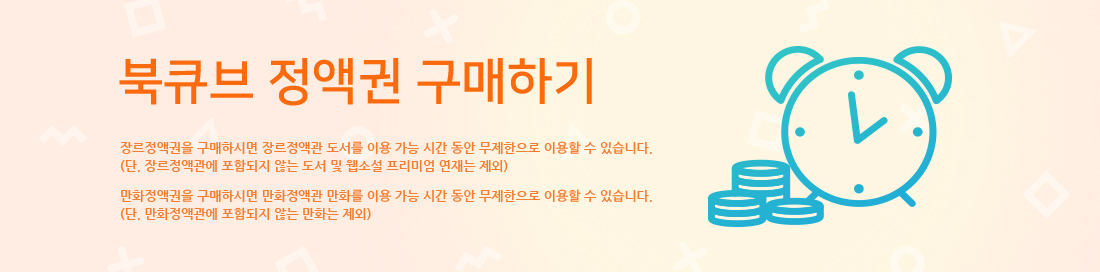 북큐브 정액권 구매하기
장르정액권을 구매하시면 장르정액관 도서를 이용 가능 시간 동안 무제한으로 이용할 수 있습니다.
(단, 장르정액관에 포함되지 않는 도서 및 웹소설 프리미엄 연재는 제외)
만화정액권을 구매하시면 만화정액관 만화를 이용 가능 시간 동안 무제한으로 이용할 수 있습니다.
(단, 만화정액관에 포함되지 않는 만화는 제외)